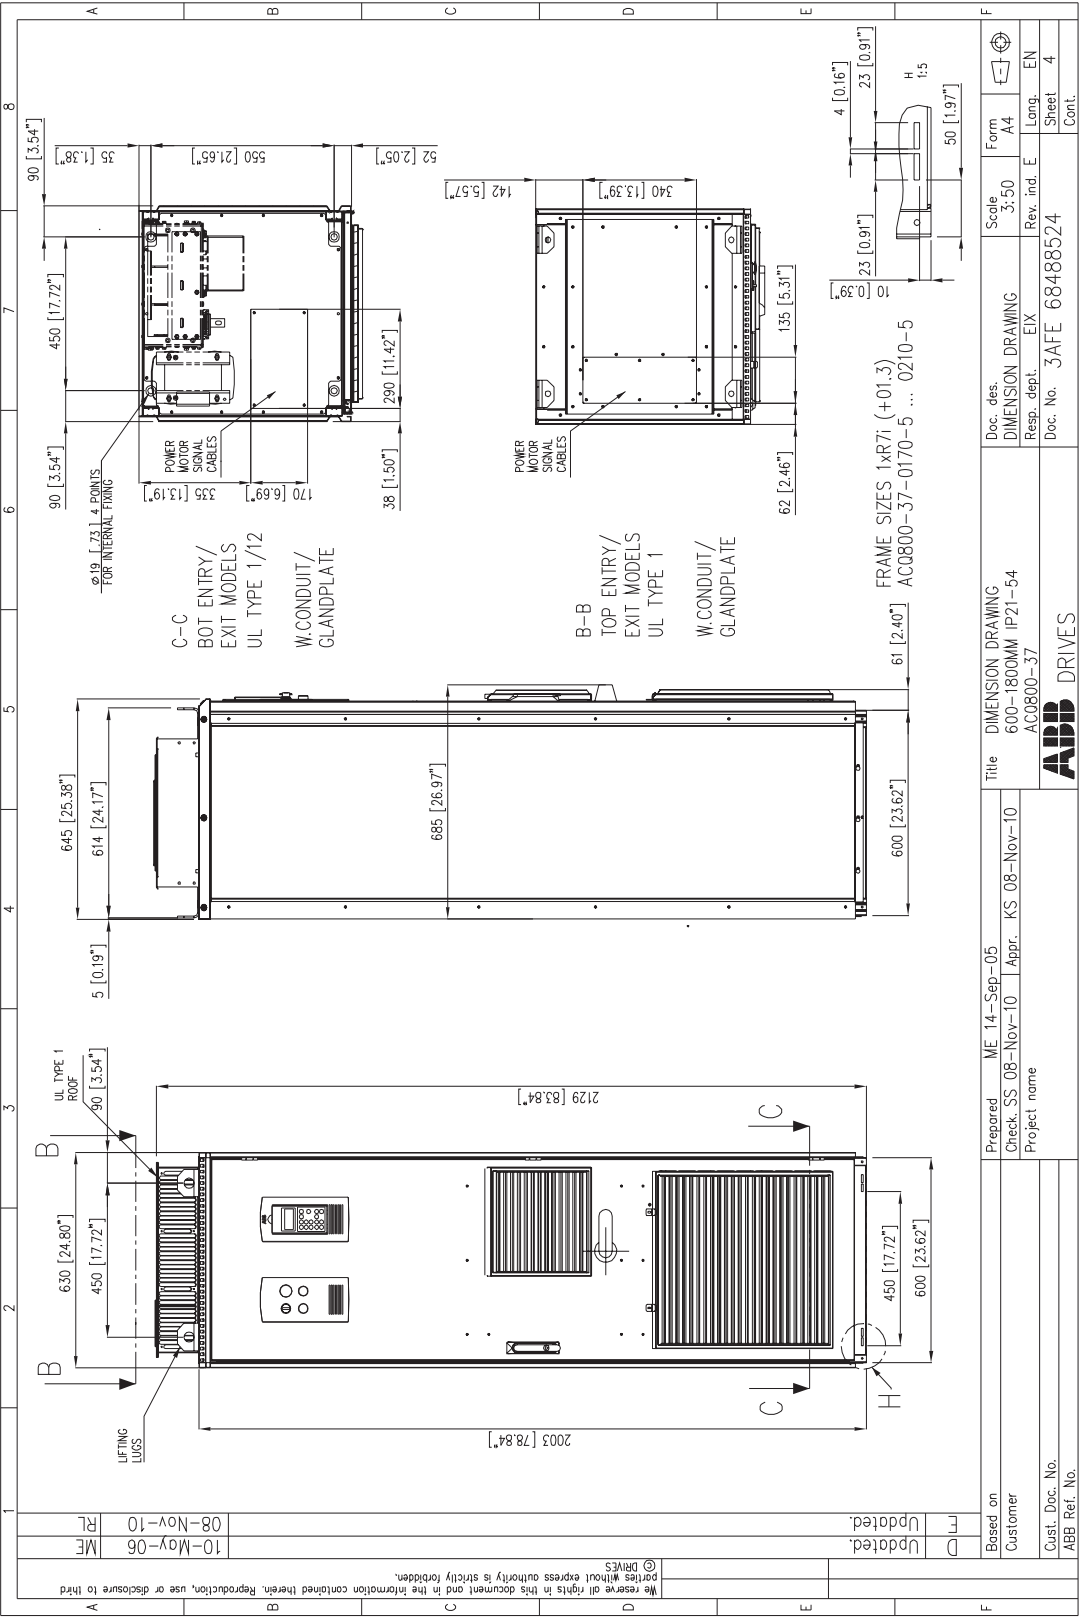 A B C D E F
1 2 3 4 5 6 7 8
B
B
UL TYPE 1
ROOF
LIFTING
LUGS
630 [24.80"]
450 [17.72"]
90 [3.54"]
2003 [78.84"]
2129 [83.84"]
C
C
H
450 [17.72"]
600 [23.62"]
5 [0.19"]
645 [25.38"]
614 [24.17"]
685 [26.97"]
600 [23.62"]
61 [2.40"]
C-C
BOT ENTRY/
EXIT MODELS
UL TYPE 1/12
W.CONDUIT/
GLANDPLATE
ø19 [.73] 4 POINTS
FOR INTERNAL FIXING
90 [3.54"]
450 [17.72"]
90 [3.54"]
35 [1.38"]
550 [21.65"]
52 [2.05"]
POWER
MOTOR
SIGNAL
CABLES
335 [13.19"]
170 [6.69"]
38 [1.50"]
290 [11.42"]
B-B
TOP ENTRY/
EXIT MODELS
UL TYPE 1
W.CONDUIT/
GLANDPLATE
POWER
MOTOR
SIGNAL
CABLES
142 [5.57"]
340 [13.39"]
62 [2.46"]
135 [5.31"]
H
1:5
4 [0.16"]
23 [0.91"]
23 [0.91"]
50 [1.97"]
10 [0.39"]
FRAME SIZES 1xR7i (+01.3)
ACQ800-37-0170-5 ... 0210-5
We reserve all rights in this document and in the information contained therein. Reproduction, use or disclosure to third
parties without express authority is strictly forbidden.
© DRIVES
E Updated. 08-Nov-10 RL
D Updated. 10-May-06 ME
Based on
Customer
Cust. Doc. No.
ABB Ref. No.
Prepared ME 14-Sep-05
Check. SS 08-Nov-10 Appr. KS 08-Nov-10
Project name
Title DIMENSION DRAWING
600-1800MM IP21-54
ACQ800-37
ABB DRIVES
Doc. des.
DIMENSION DRAWING
Resp. dept. EIX
Doc. No. 3AFE 68488524
Scale
3:50
Form
A4
Rev. ind. E
Lang. EN
Sheet 4
Cont.
A B C D E F